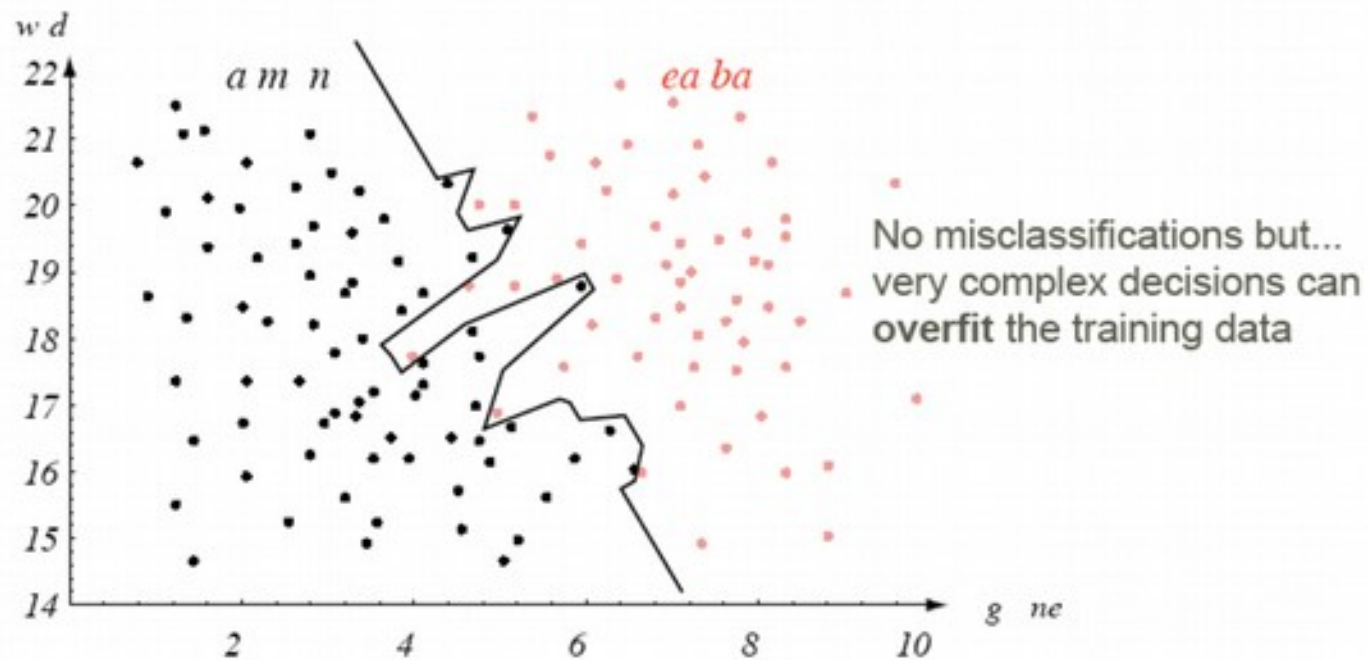 w d
22
a m n
ea ba
21
20
19
18
17
16
15
14
No misclassifications but...
very complex decisions can
overfit the training data
g ne
2 4 6 8 10